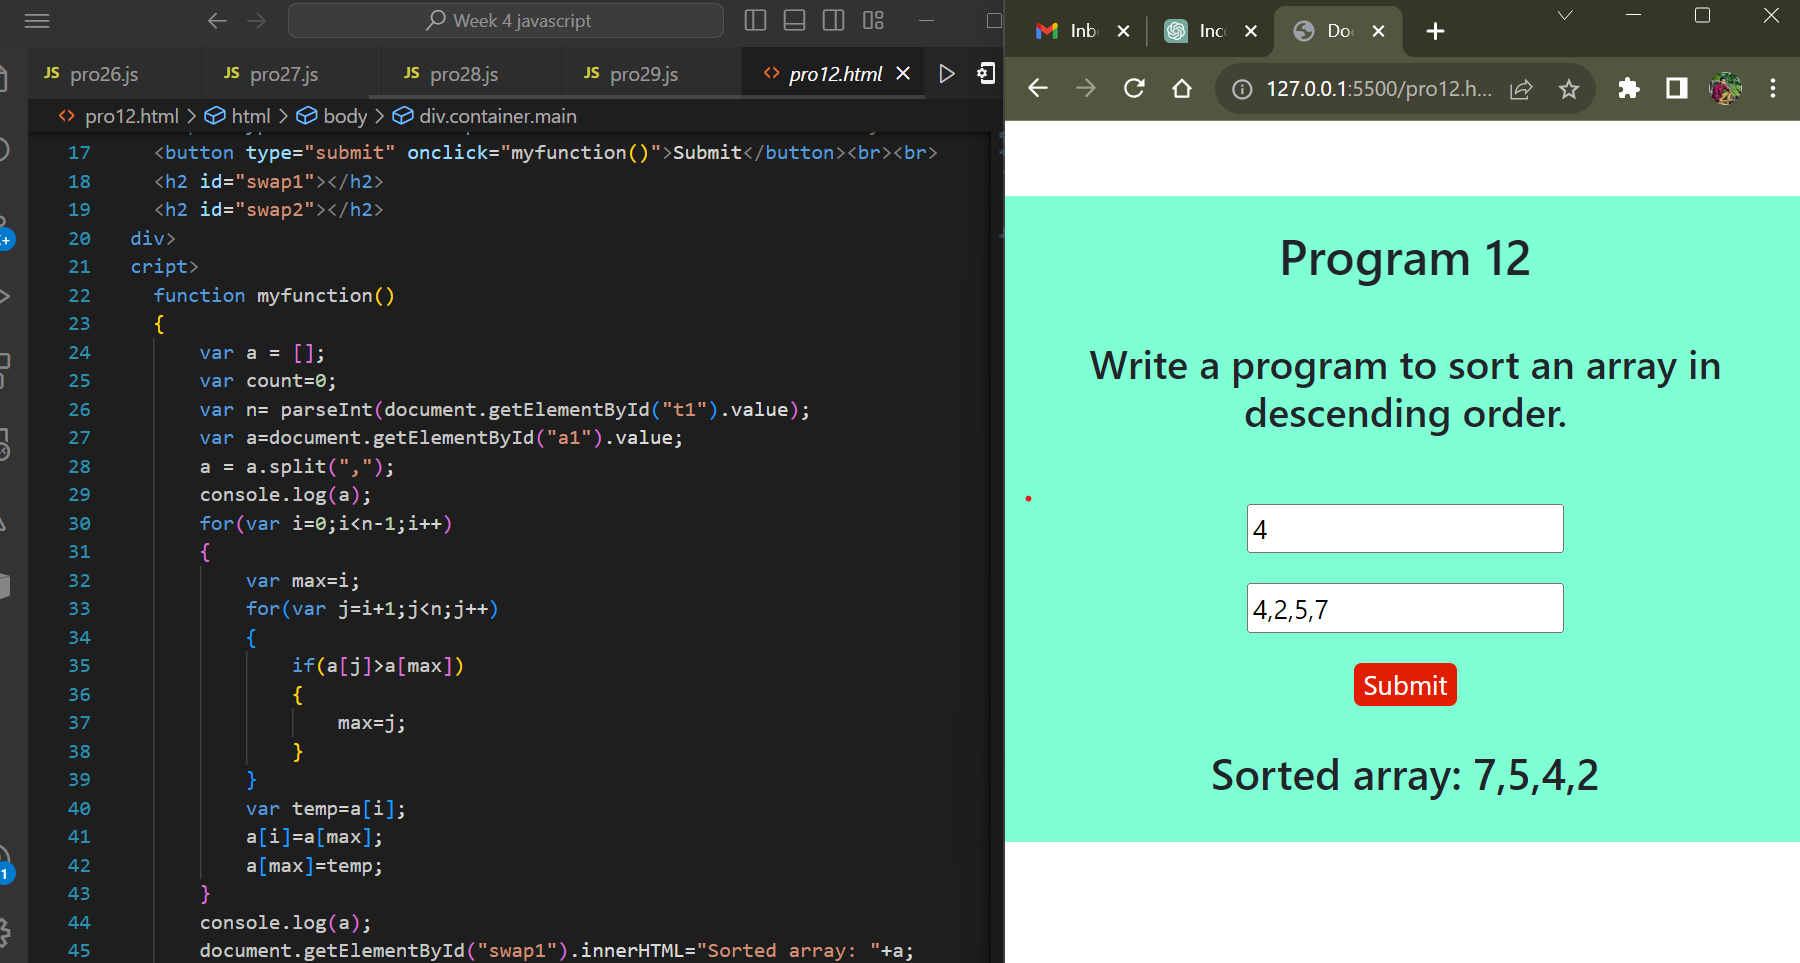 Week 4 javascript
JS pro26.js
JS pro27.js
JS pro28.js
JS pro29.js
<> pro12.html
<> pro12.html > html > body > div.container.main
17 <button type="submit" onclick="myfunction()">Submit</button><br><br>
18 <h2 id="swap1"></h2>
19 <h2 id="swap2"></h2>
20 div>
21 cript>
22 function myfunction()
23 {
24 var a = [];
25 var count=0;
26 var n= parseInt(document.getElementById("t1").value);
27 var a=document.getElementById("a1").value;
28 a = a.split(",");
29 console.log(a);
30 for(var i=0;i<n-1;i++)
31 {
32 var max=i;
33 for(var j=i+1;j<n;j++)
34 {
35 if(a[j]>a[max])
36 {
37 max=j;
38 }
39 }
40 var temp=a[i];
41 a[i]=a[max];
42 a[max]=temp;
43 }
44 console.log(a);
45 document.getElementById("swap1").innerHTML="Sorted array: "+a;
1
Inb
Inc
Do
127.0.0.1:5500/pro12.h...
Program 12
Write a program to sort an array in
descending order.
4
4,2,5,7
Submit
Sorted array: 7,5,4,2